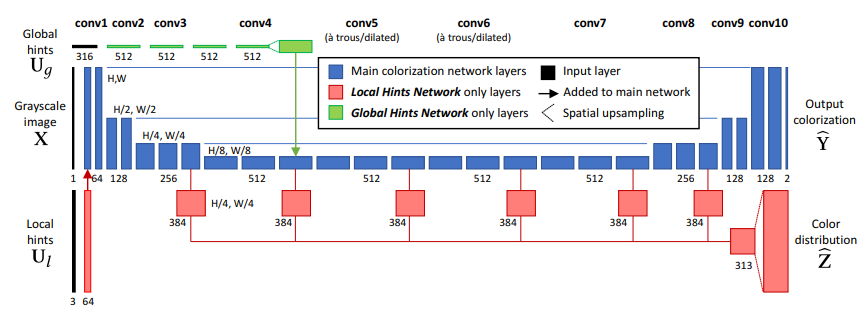 conv1 conv2 conv3 conv4 conv5 conv6 conv7 conv8 conv9 conv10
(à trous/dilated) (à trous/dilated)
Global
hints
U_g
316 512 512 512 512
Main colorization network layers
Local Hints Network only layers
Global Hints Network only layers
Input layer
Added to main network
Spatial upsampling
H,W
H/2, W/2
H/4, W/4
H/8, W/8
Grayscale
image
X
Output
colorization
Ŷ
1 64 128 256 512 512 512 512 256 128 128 2
Local
hints
U_l
H/4, W/4
384 384 384 384 384 384
313
Color
distribution
Ẑ
3 64